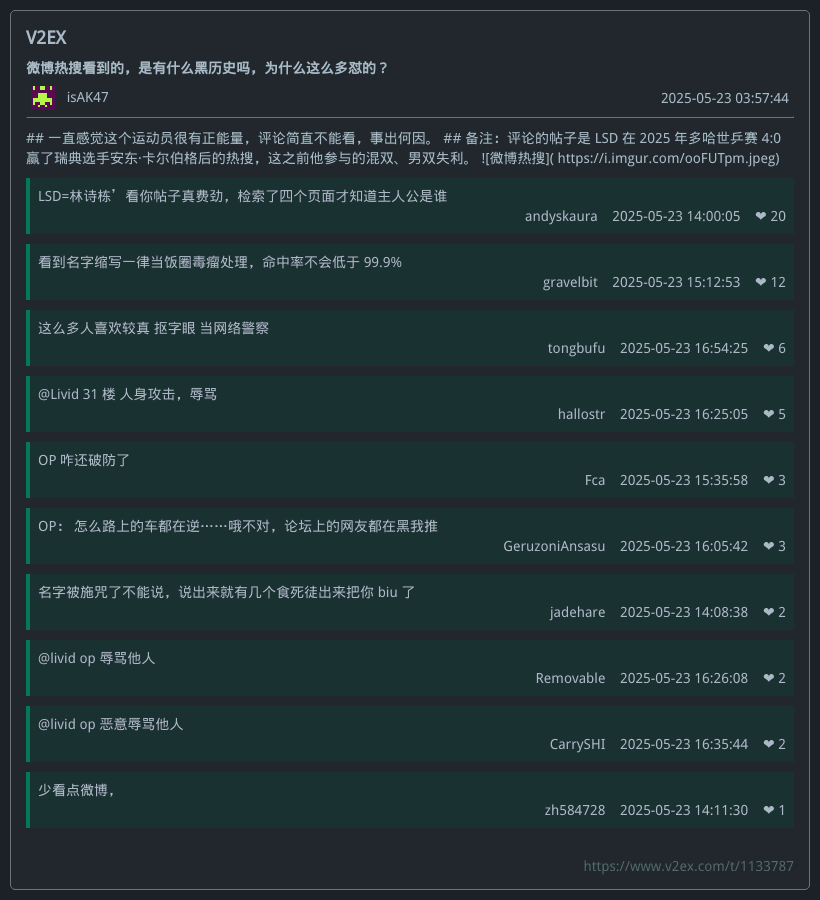 V2EX
微博热搜看到的，是有什么黑历史吗，为什么这么多怼的？
isAK47
2025-05-23 03:57:44
## 一直感觉这个运动员很有正能量，评论简直不能看，事出何因。 ## 备注：评论的帖子是 LSD 在 2025 年多哈世乒赛 4:0
赢了瑞典选手安东·卡尔伯格后的热搜，这之前他参与的混双、男双失利。 ![微博热搜]( https://i.imgur.com/ooFUTpm.jpeg)
LSD=林诗栋’看你帖子真费劲，检索了四个页面才知道主人公是谁
andyskaura 2025-05-23 14:00:05 ❤ 20
看到名字缩写一律当饭圈毒瘤处理，命中率不会低于 99.9%
gravelbit 2025-05-23 15:12:53 ❤ 12
这么多人喜欢较真 抠字眼 当网络警察
tongbufu 2025-05-23 16:54:25 ❤ 6
@Livid 31 楼 人身攻击，辱骂
hallostr 2025-05-23 16:25:05 ❤ 5
OP 咋还破防了
Fca 2025-05-23 15:35:58 ❤ 3
OP： 怎么路上的车都在逆……哦不对，论坛上的网友都在黑我推
GeruzoniAnsasu 2025-05-23 16:05:42 ❤ 3
名字被施咒了不能说，说出来就有几个食死徒出来把你 biu 了
jadehare 2025-05-23 14:08:38 ❤ 2
@livid op 辱骂他人
Removable 2025-05-23 16:26:08 ❤ 2
@livid op 恶意辱骂他人
CarrySHI 2025-05-23 16:35:44 ❤ 2
少看点微博，
zh584728 2025-05-23 14:11:30 ❤ 1
https://www.v2ex.com/t/1133787